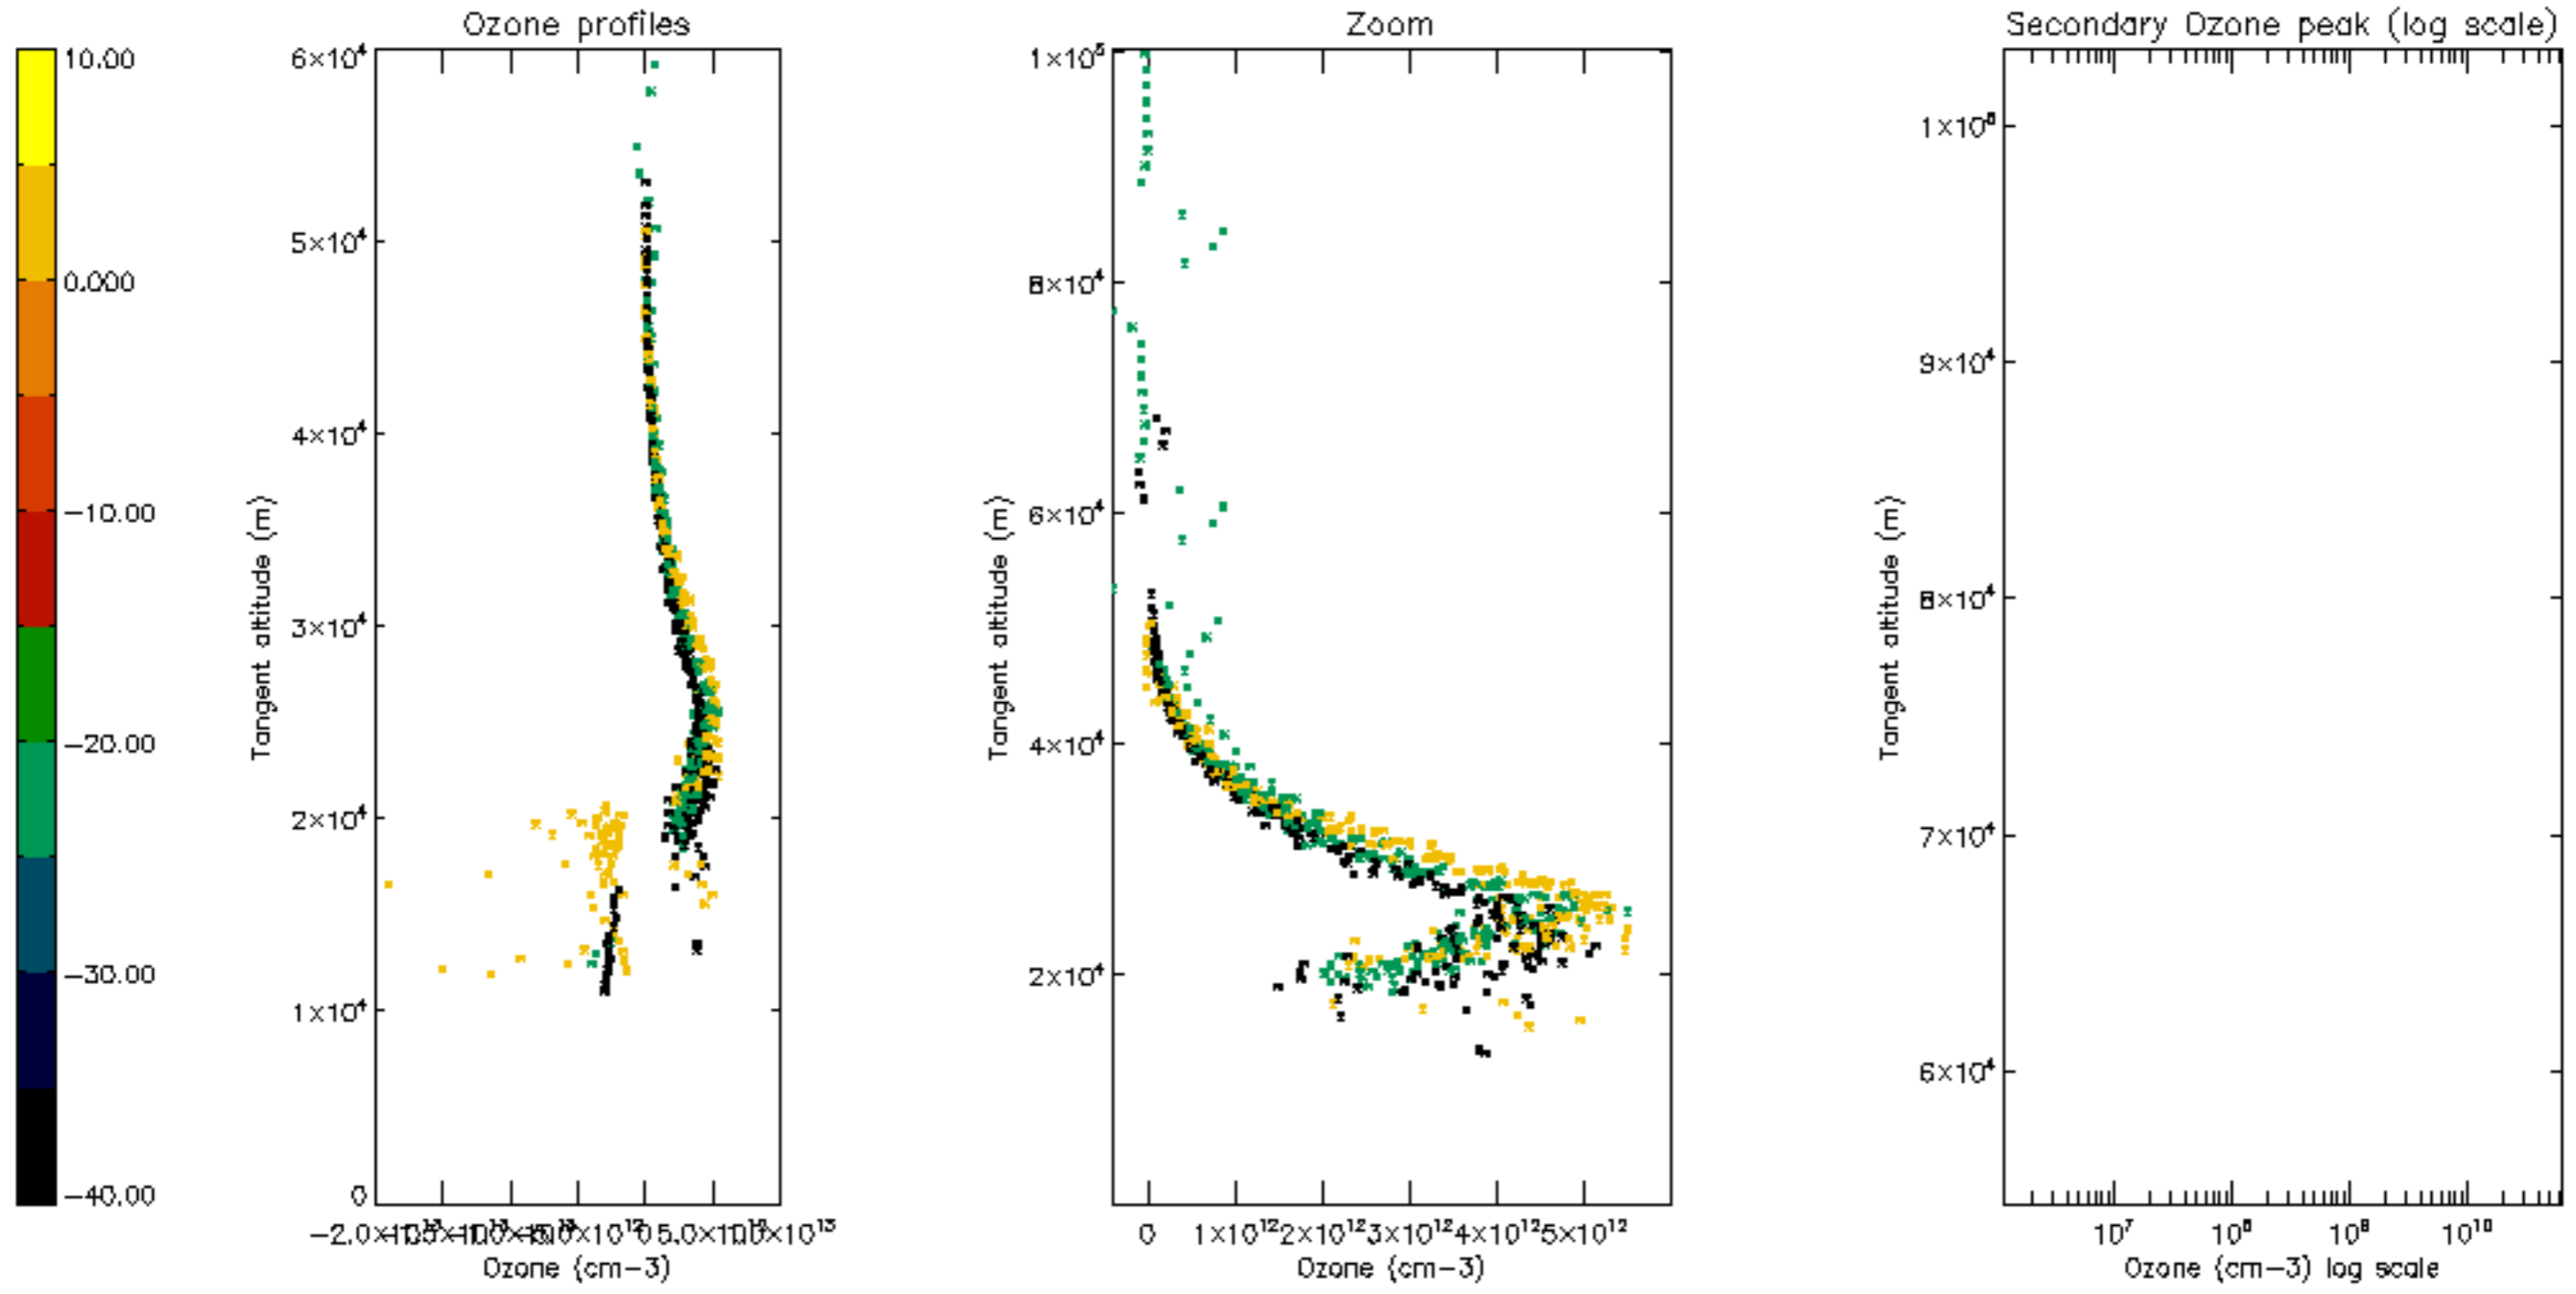 Ozone profiles
Zoom
Secondary Ozone peak (log scale)
10.00
0.000
−10.00
−20.00
−30.00
−40.00
6×10⁴
5×10⁴
4×10⁴
3×10⁴
2×10⁴
1×10⁴
0
Tangent altitude (m)
Ozone (cm−3)
1×10⁵
8×10⁴
6×10⁴
4×10⁴
2×10⁴
Tangent altitude (m)
0 1×10¹² 2×10¹² 3×10¹² 4×10¹² 5×10¹²
Ozone (cm−3)
9×10⁴
8×10⁴
7×10⁴
6×10⁴
Tangent altitude (m)
10⁷ 10⁸ 10⁹ 10¹⁰
Ozone (cm−3) log scale